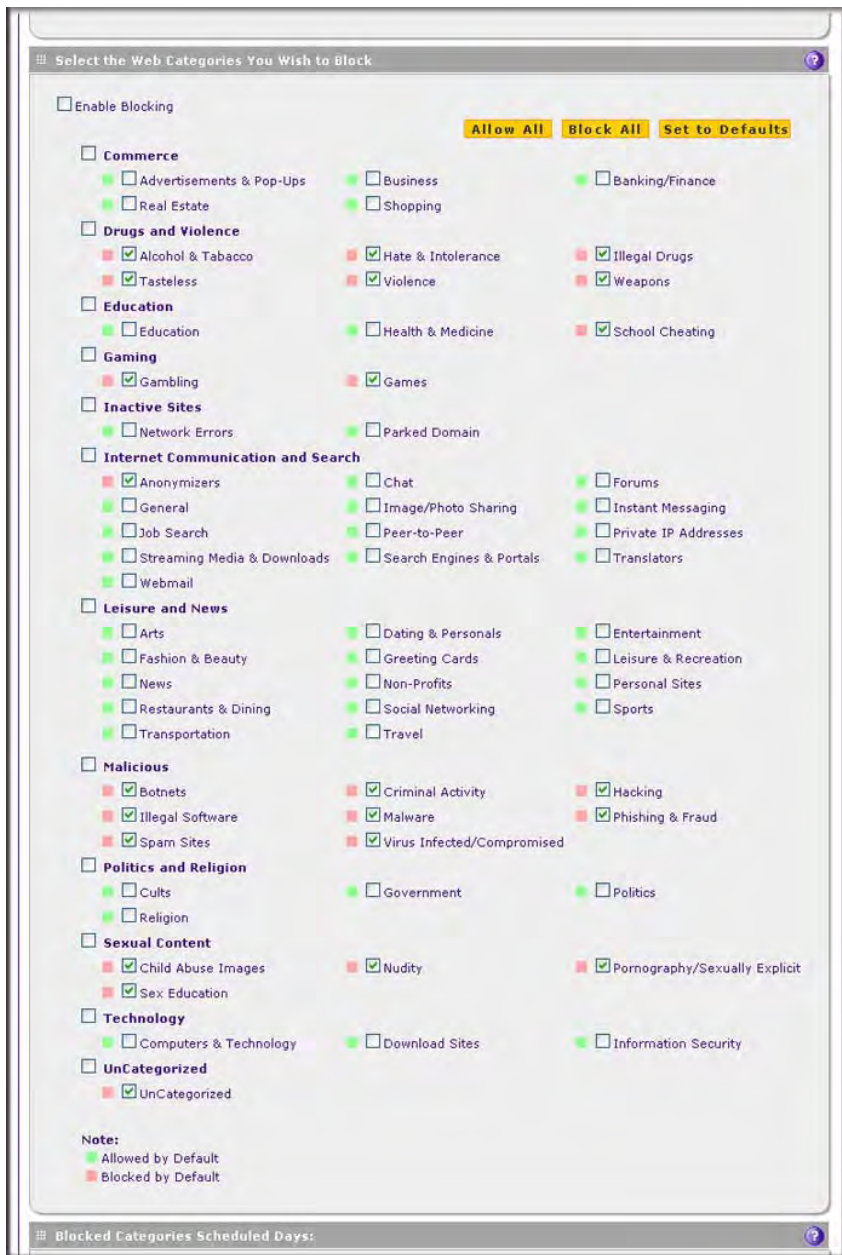 Select the Web Categories You Wish to Block
Enable Blocking
Allow All Block All Set to Defaults
Commerce
Advertisements & Pop-Ups Business Banking/Finance
Real Estate Shopping
Drugs and Violence
Alcohol & Tabacco Hate & Intolerance Illegal Drugs
Tasteless Violence Weapons
Education
Education Health & Medicine School Cheating
Gaming
Gambling Games
Inactive Sites
Network Errors Parked Domain
Internet Communication and Search
Anonymizers Chat Forums
General Image/Photo Sharing Instant Messaging
Job Search Peer-to-Peer Private IP Addresses
Streaming Media & Downloads Search Engines & Portals Translators
Webmail
Leisure and News
Arts Dating & Personals Entertainment
Fashion & Beauty Greeting Cards Leisure & Recreation
News Non-Profits Personal Sites
Restaurants & Dining Social Networking Sports
Transportation Travel
Malicious
Botnets Criminal Activity Hacking
Illegal Software Malware Phishing & Fraud
Spam Sites Virus Infected/Compromised
Politics and Religion
Cults Government Politics
Religion
Sexual Content
Child Abuse Images Nudity Pornography/Sexually Explicit
Sex Education
Technology
Computers & Technology Download Sites Information Security
UnCategorized
UnCategorized
Note:
Allowed by Default
Blocked by Default
Blocked Categories Scheduled Days: